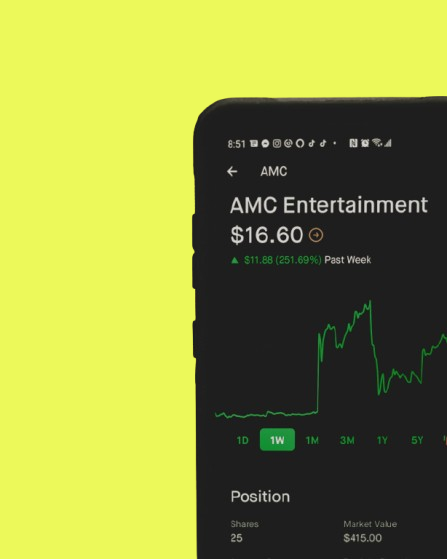 8:51
AMC
AMC Entertainment
$16.60
▲ $11.88 (251.69%) Past Week
1D 1W 1M 3M 1Y 5Y
Position
Shares Market Value
25 $415.00